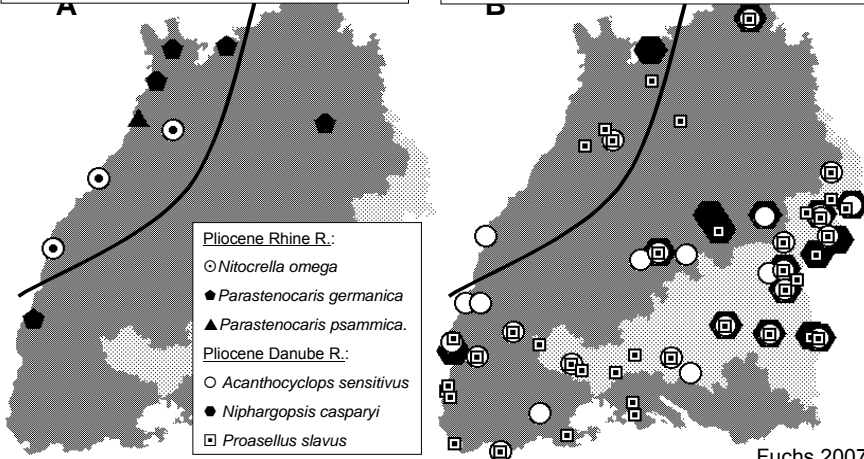 A
B
Pliocene Rhine R.:
Nitocrella omega
Parastenocaris germanica
Parastenocaris psammica.
Pliocene Danube R.:
Acanthocyclops sensitivus
Niphargopsis casparyi
Proasellus slavus
Fuchs 2007